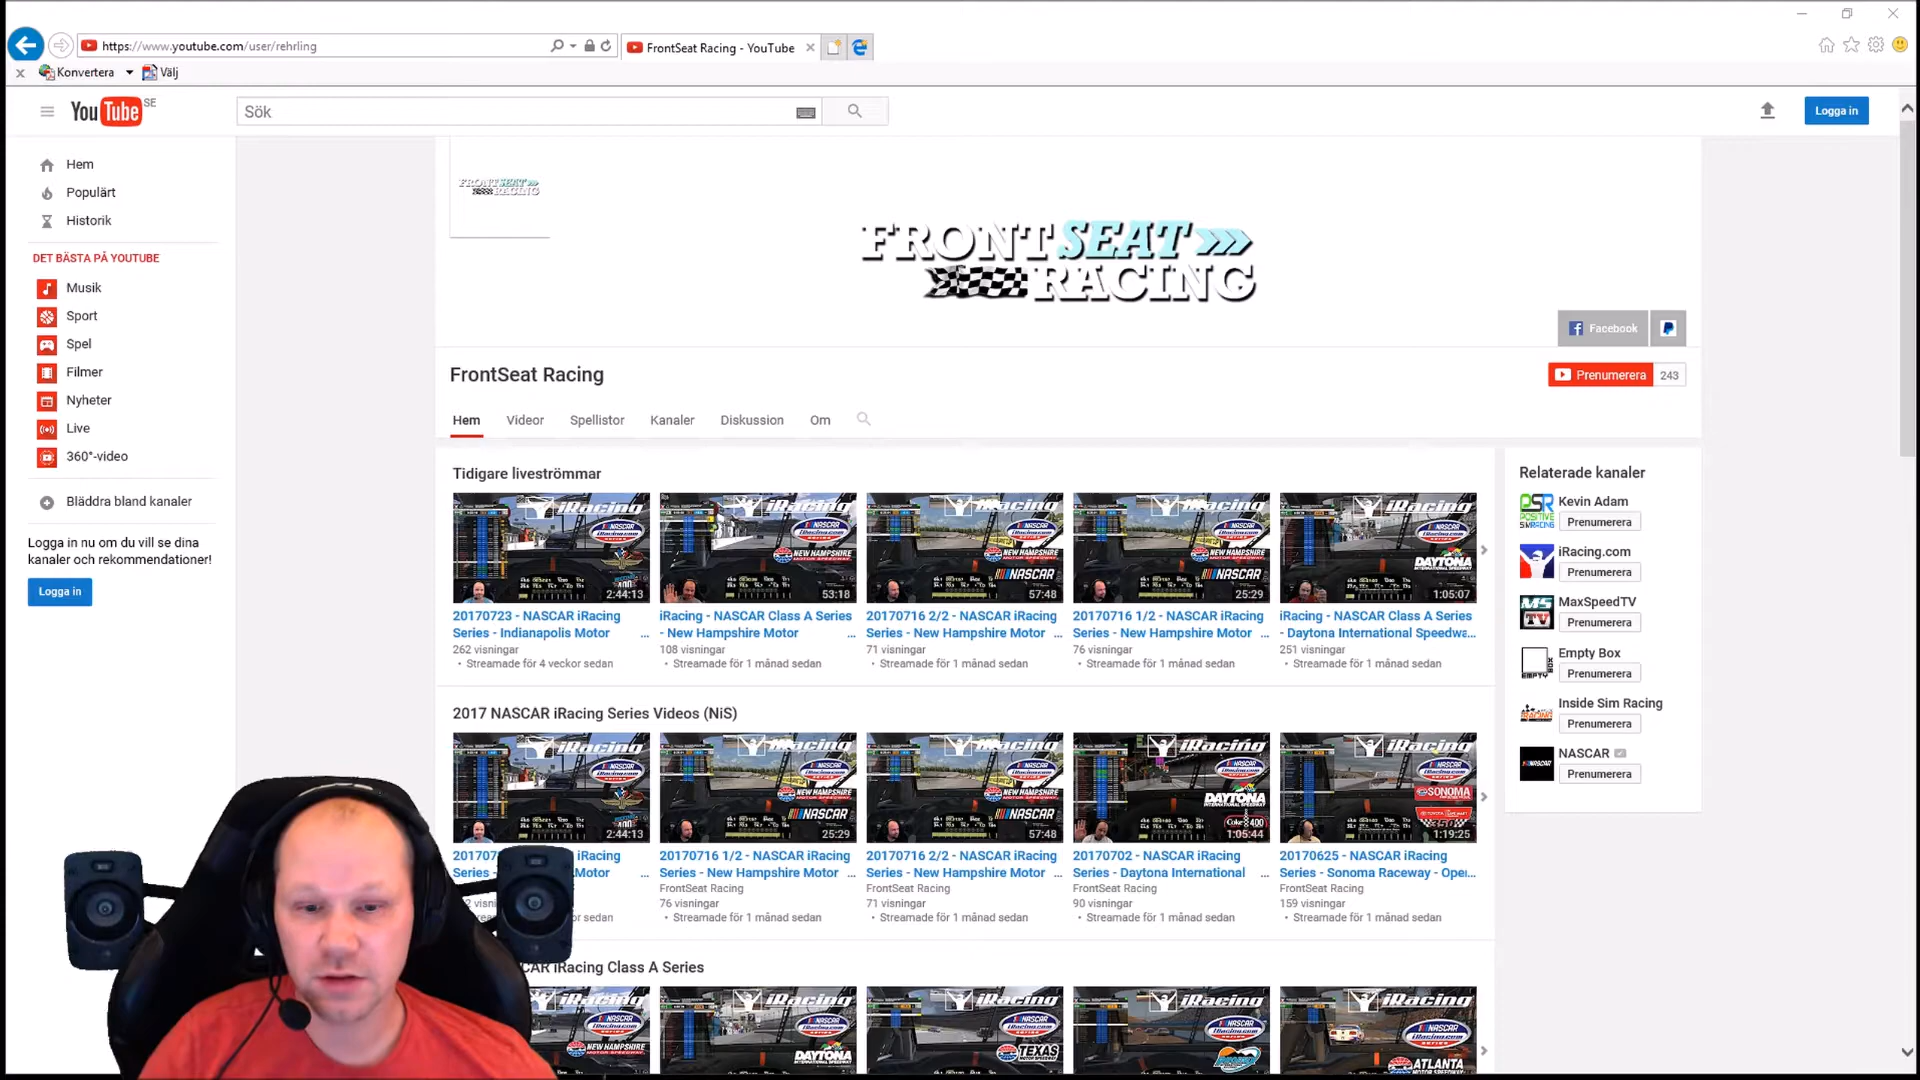 https://www.youtube.com/user/rehrling
FrontSeat Racing - YouTube
Konvertera
Välj
YouTube SE
Sök
Logga in
Hem
Populärt
Historik
DET BÄSTA PÅ YOUTUBE
Musik
Sport
Spel
Filmer
Nyheter
Live
360°-video
Bläddra bland kanaler
Logga in nu om du vill se dina
kanaler och rekommendationer!
Logga in
FRONTSEAT
RACING
FRONTSEAT
RACING
Facebook
FrontSeat Racing
Prenumerera 243
Hem Videor Spellistor Kanaler Diskussion Om
Tidigare liveströmmar
2:44:13
20170723 - NASCAR iRacing
Series - Indianapolis Motor ...
262 visningar
• Streamade för 4 veckor sedan
53:18
iRacing - NASCAR Class A Series
- New Hampshire Motor ...
108 visningar
• Streamade för 1 månad sedan
57:48
20170716 2/2 - NASCAR iRacing
Series - New Hampshire Motor ...
71 visningar
• Streamade för 1 månad sedan
25:29
20170716 1/2 - NASCAR iRacing
Series - New Hampshire Motor ...
76 visningar
• Streamade för 1 månad sedan
1:05:07
iRacing - NASCAR Class A Series
- Daytona International Speedwa...
251 visningar
• Streamade för 1 månad sedan
2017 NASCAR iRacing Series Videos (NiS)
2:44:13
iRacing
Motor ...
25:29
20170716 1/2 - NASCAR iRacing
Series - New Hampshire Motor ...
FrontSeat Racing
76 visningar
• Streamade för 1 månad sedan
57:48
20170716 2/2 - NASCAR iRacing
Series - New Hampshire Motor ...
FrontSeat Racing
71 visningar
• Streamade för 1 månad sedan
1:05:44
20170702 - NASCAR iRacing
Series - Daytona International ...
FrontSeat Racing
90 visningar
• Streamade för 1 månad sedan
1:19:25
20170625 - NASCAR iRacing
Series - Sonoma Raceway - Ope...
FrontSeat Racing
159 visningar
• Streamade för 1 månad sedan
iRacing Class A Series
Relaterade kanaler
Kevin Adam
Prenumerera
iRacing.com
Prenumerera
MaxSpeedTV
Prenumerera
Empty Box
Prenumerera
Inside Sim Racing
Prenumerera
NASCAR
Prenumerera